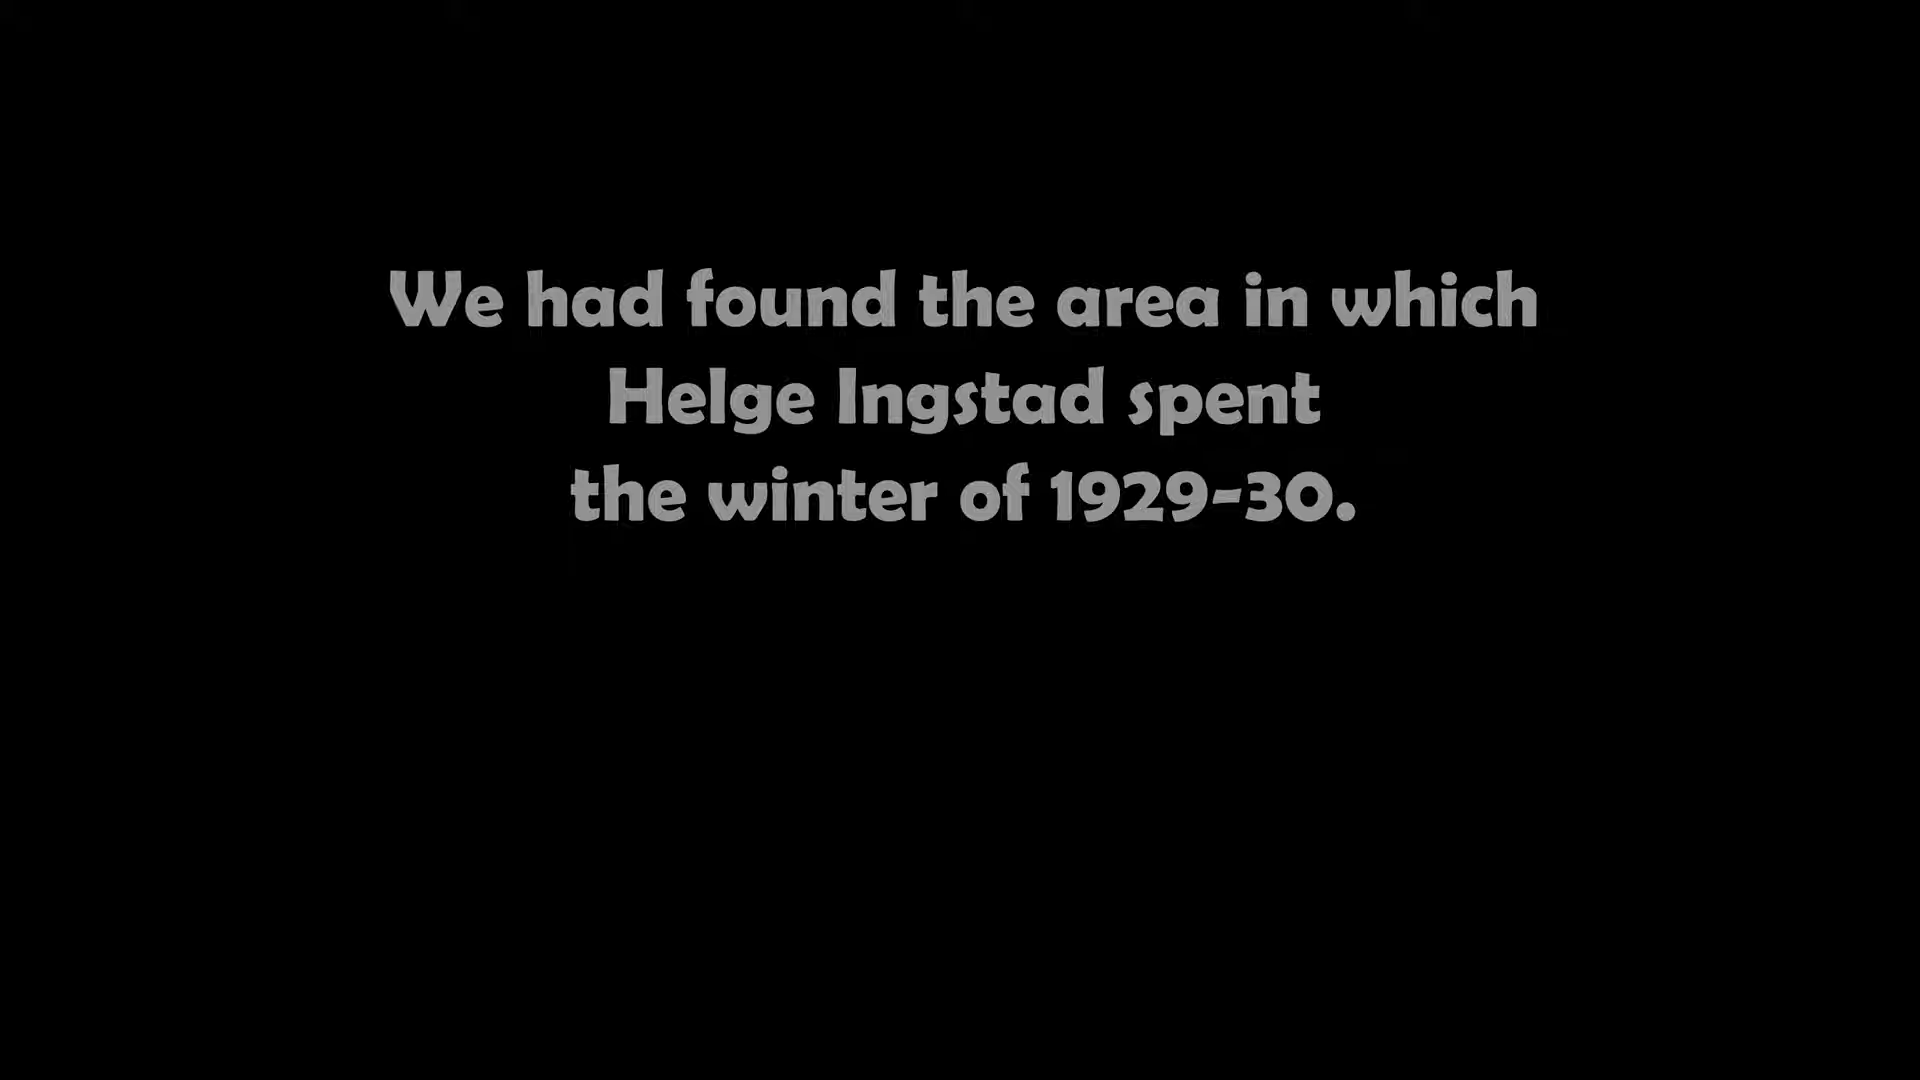 We had found the area in which
Helge Ingstad spent
the winter of 1929-30.